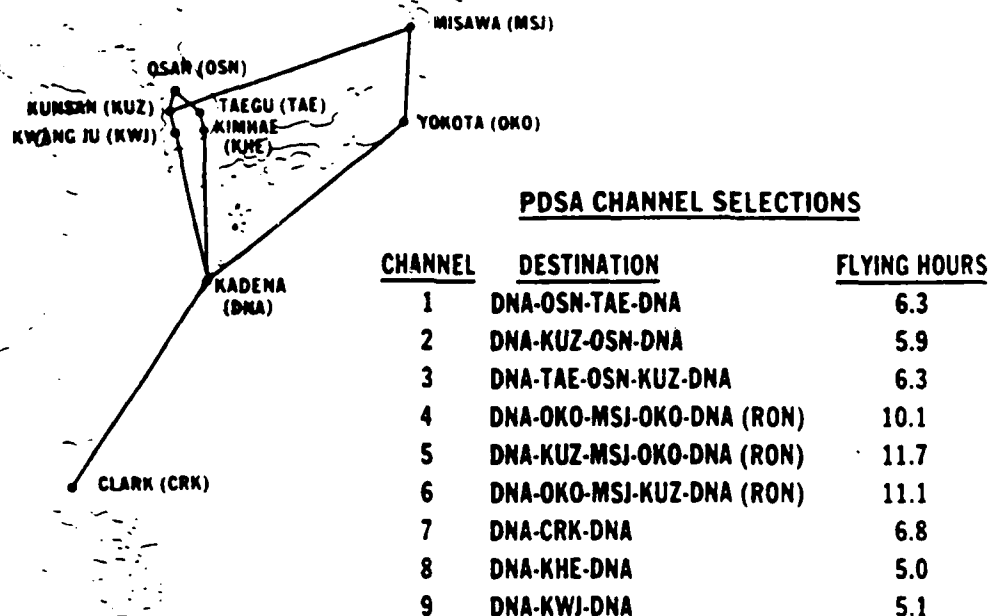 MISAWA (MSJ)
OSAN (OSN)
KUNSAN (KUZ)
TAEGU (TAE)
KWANG JU (KWJ)
KIMHAE
(KHE)
YOKOTA (OKO)
KADENA
(DNA)
CLARK (CRK)
PDSA CHANNEL SELECTIONS
CHANNEL DESTINATION FLYING HOURS
1 DNA-OSN-TAE-DNA 6.3
2 DNA-KUZ-OSN-DNA 5.9
3 DNA-TAE-OSN-KUZ-DNA 6.3
4 DNA-OKO-MSJ-OKO-DNA (RON) 10.1
5 DNA-KUZ-MSJ-OKO-DNA (RON) 11.7
6 DNA-OKO-MSJ-KUZ-DNA (RON) 11.1
7 DNA-CRK-DNA 6.8
8 DNA-KHE-DNA 5.0
9 DNA-KWJ-DNA 5.1